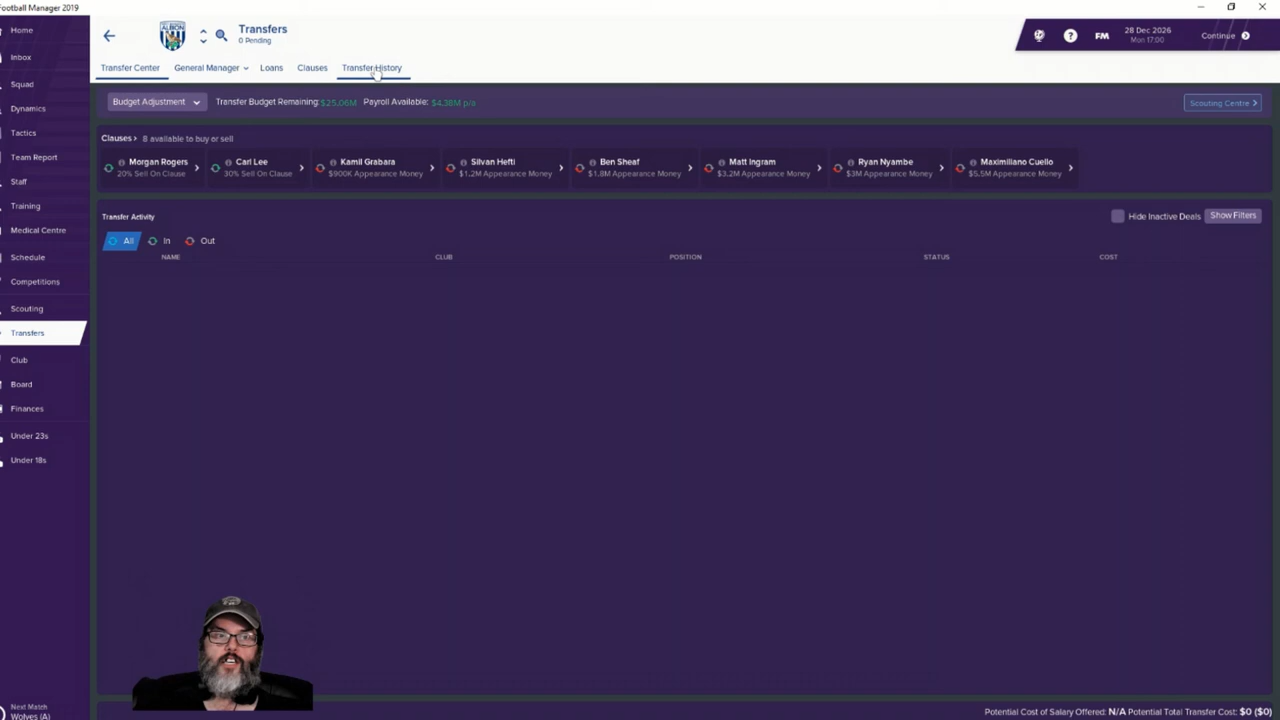 Football Manager 2019
Home
Inbox
Squad
Dynamics
Tactics
Team Report
Staff
Training
Medical Centre
Schedule
Competitions
Scouting
Transfers
Club
Board
Finances
Under 23s
Under 18s
Next Match
Wolves (A)
ALBION
Transfers
0 Pending
FM
28 Dec 2026
Mon 17:00
Continue
Transfer Center
General Manager
Loans
Clauses
Transfer History
Budget Adjustment
Transfer Budget Remaining: $25.06M Payroll Available: $4.38M p/a
Scouting Centre >
Clauses > 8 available to buy or sell
Morgan Rogers
20% Sell On Clause
Carl Lee
30% Sell On Clause
Kamil Grabara
$900K Appearance Money
Silvan Hefti
$1.2M Appearance Money
Ben Sheaf
$1.8M Appearance Money
Matt Ingram
$3.2M Appearance Money
Ryan Nyambe
$3M Appearance Money
Maximiliano Cuello
$5.5M Appearance Money
Transfer Activity
Hide Inactive Deals
Show Filters
All
In
Out
NAME
CLUB
POSITION
STATUS
COST
Potential Cost of Salary Offered: N/A Potential Total Transfer Cost: $0 ($0)